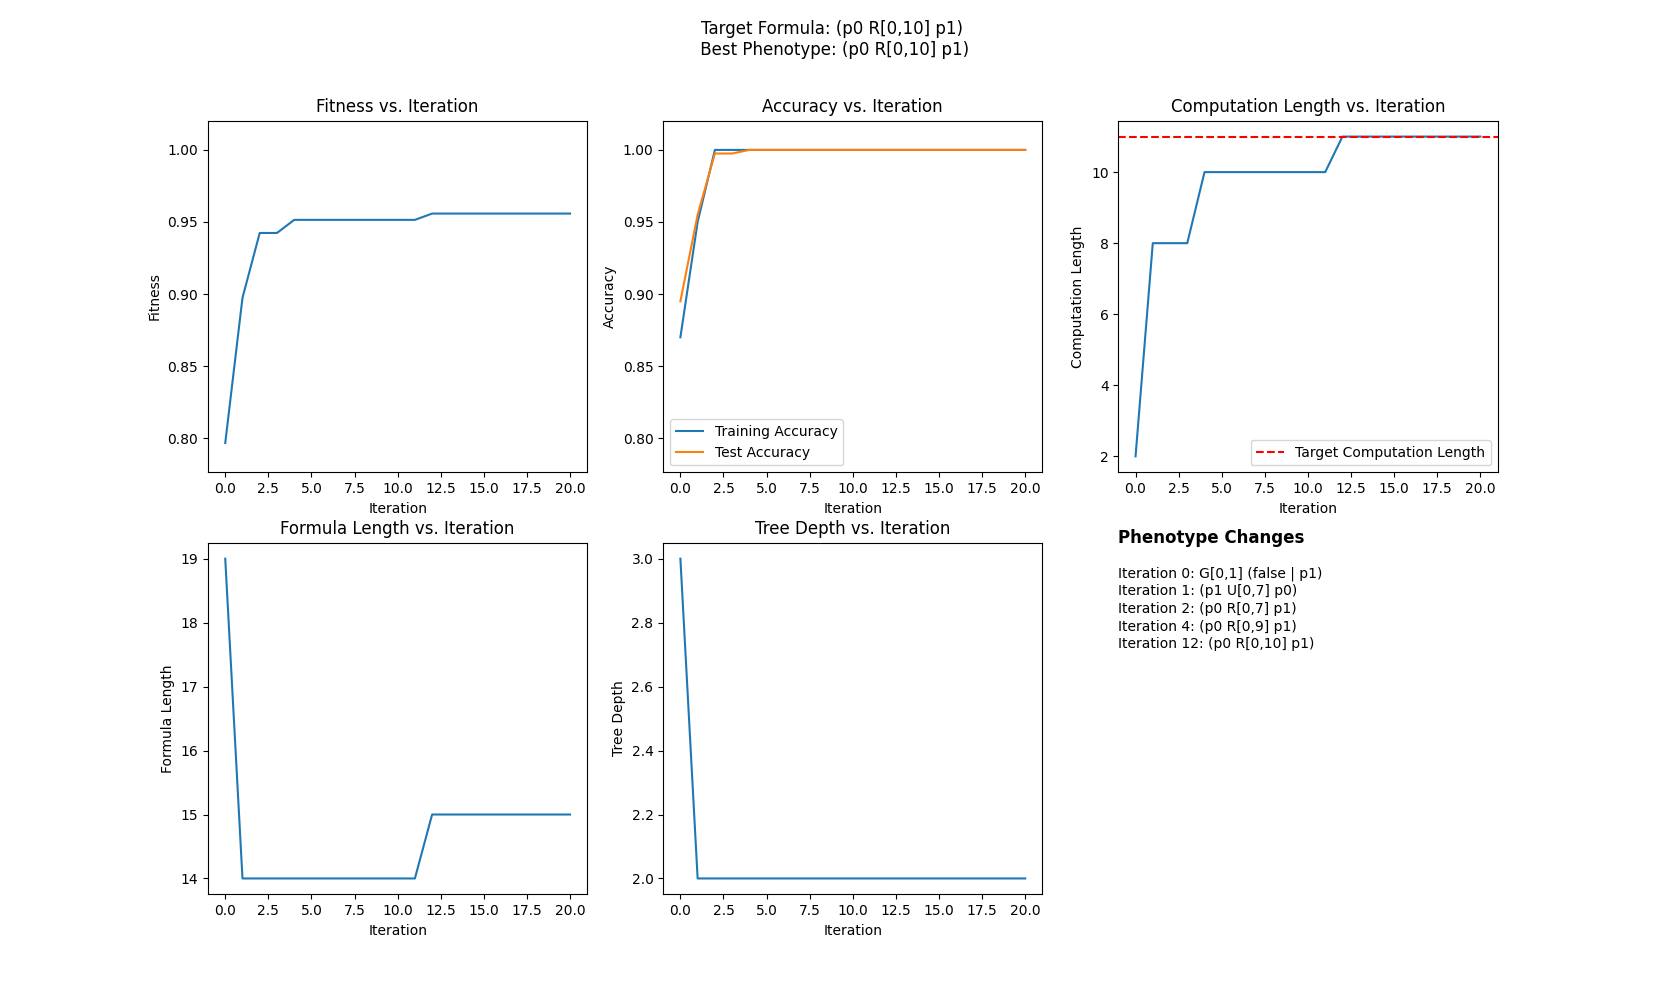 Target Formula: (p0 R[0,10] p1)
Best Phenotype: (p0 R[0,10] p1)
Fitness vs. Iteration
1.00
0.95
0.90
0.85
0.80
Fitness
0.0 2.5 5.0 7.5 10.0 12.5 15.0 17.5 20.0
Iteration
Accuracy vs. Iteration
1.00
0.95
0.90
0.85
0.80
Accuracy
Training Accuracy
Test Accuracy
0.0 2.5 5.0 7.5 10.0 12.5 15.0 17.5 20.0
Iteration
Computation Length vs. Iteration
10
8
6
4
2
Computation Length
Target Computation Length
0.0 2.5 5.0 7.5 10.0 12.5 15.0 17.5 20.0
Iteration
Formula Length vs. Iteration
19
18
17
16
15
14
Formula Length
0.0 2.5 5.0 7.5 10.0 12.5 15.0 17.5 20.0
Iteration
Tree Depth vs. Iteration
3.0
2.8
2.6
2.4
2.2
2.0
Tree Depth
0.0 2.5 5.0 7.5 10.0 12.5 15.0 17.5 20.0
Iteration
Phenotype Changes
Iteration 0: G[0,1] (false | p1)
Iteration 1: (p1 U[0,7] p0)
Iteration 2: (p0 R[0,7] p1)
Iteration 4: (p0 R[0,9] p1)
Iteration 12: (p0 R[0,10] p1)